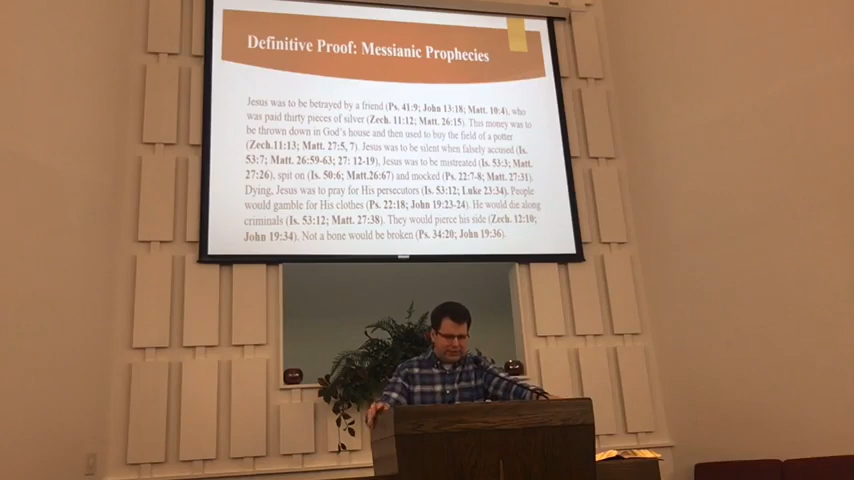 Definitive Proof: Messianic Prophecies
Jesus was to be betrayed by a friend (Ps. 41:9; John 13:18; Matt. 10:4), who
was paid thirty pieces of silver (Zech. 11:12; Matt. 26:15). This money was to
be thrown down in God's house and then used to buy the field of a potter
(Zech.11:13; Matt. 27:5, 7). Jesus was to be silent when falsely accused (Is.
53:7; Matt. 26:59-63; 27: 12-19), Jesus was to be mistreated (Is. 53:3; Matt.
27:26), spit on (Is. 50:6; Matt.26:67) and mocked (Ps. 22:7-8; Matt. 27:31).
Dying, Jesus was to pray for His persecutors (Is. 53:12; Luke 23:34). People
would gamble for His clothes (Ps. 22:18; John 19:23-24). He would die along
criminals (Is. 53:12; Matt. 27:38). They would pierce his side (Zech. 12:10;
John 19:34). Not a bone would be broken (Ps. 34:20; John 19:36).